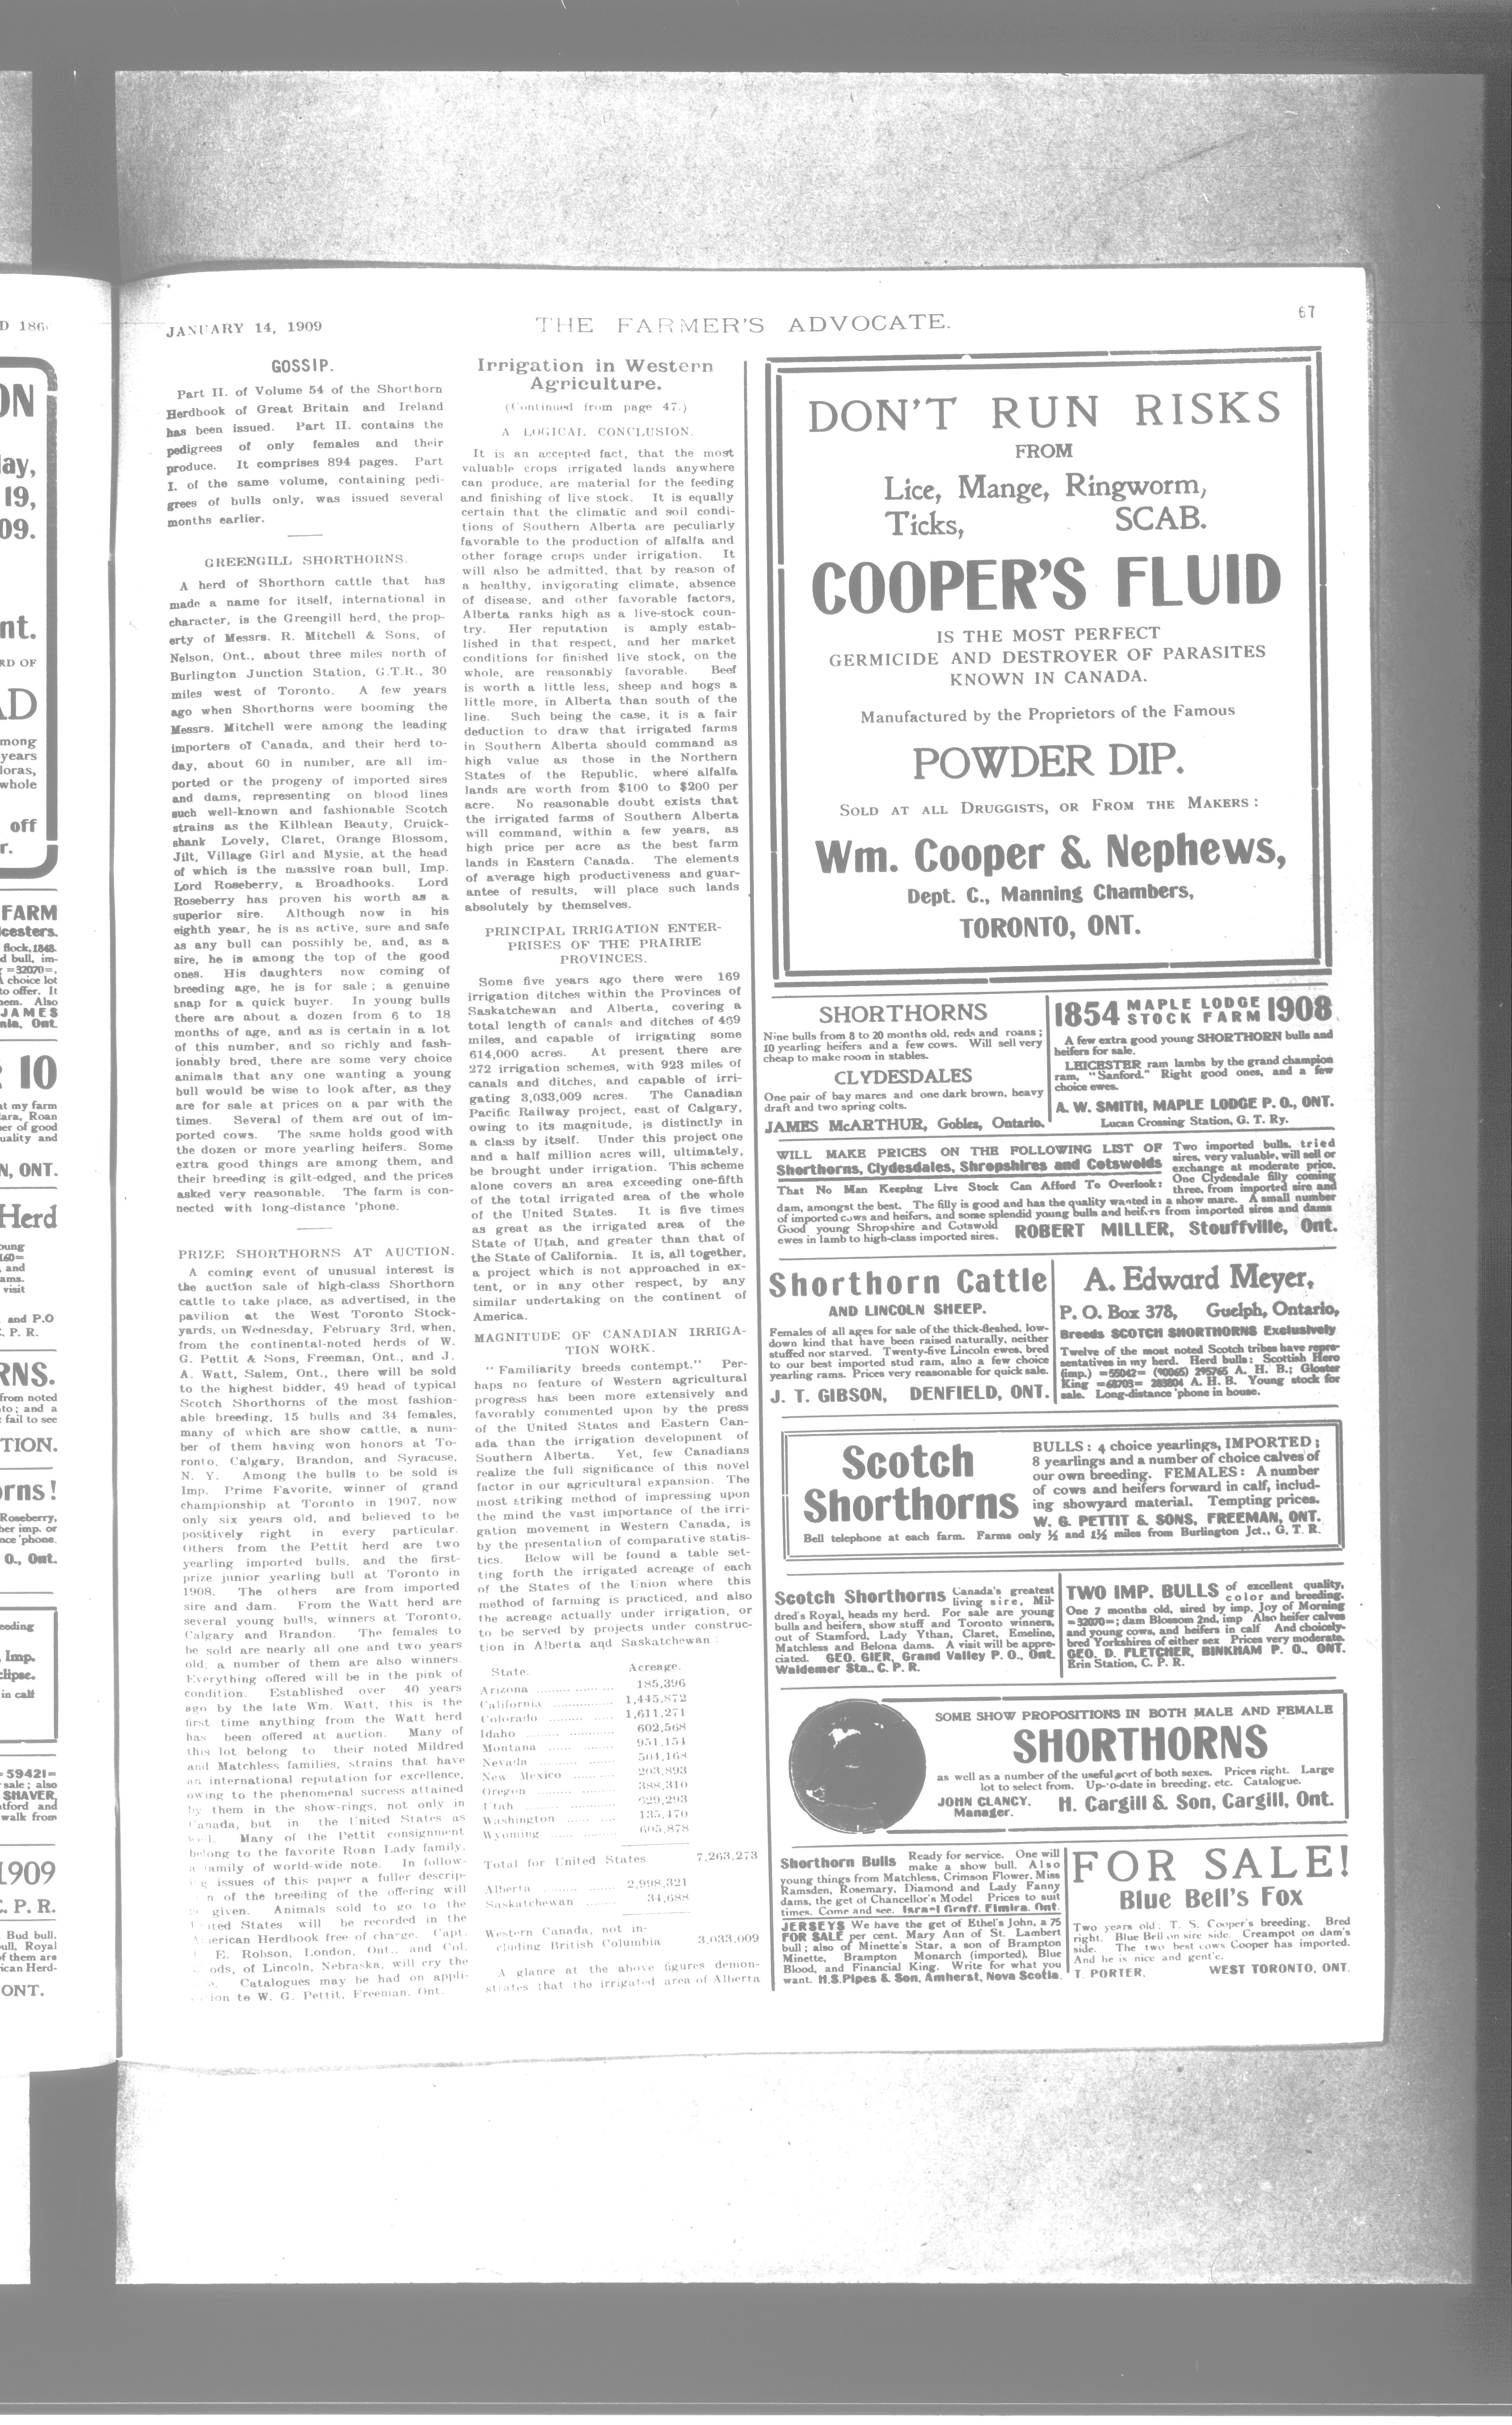 JANUARY 14, 1909
THE FARMER'S ADVOCATE.
67
GOSSIP.
Part II. of Volume 54 of the Shorthorn
Herdbook of Great Britain and Ireland
has been issued. Part II. contains the
pedigrees of only females and their
produce. It comprises 894 pages. Part
I. of the same volume, containing pedi-
grees of bulls only, was issued several
months earlier.
GREENGILL SHORTHORNS.
A herd of Shorthorn cattle that has
made a name for itself, international in
character, is the Greengill herd, the prop-
erty of Messrs. R. Mitchell & Sons, of
Nelson, Ont., about three miles north of
Burlington Junction Station, G.T.R., 30
miles west of Toronto. A few years
ago when Shorthorns were booming the
Messrs. Mitchell were among the leading
importers of Canada, and their herd to-
day, about 60 in number, are all im-
ported or the progeny of imported sires
and dams, representing on blood lines
such well-known and fashionable Scotch
strains as the Kilblean Beauty, Cruick-
shank Lovely, Claret, Orange Blossom,
Jilt, Village Girl and Mysie, at the head
of which is the massive roan bull, Imp.
Lord Roseberry, a Broadhooks. Lord
Roseberry has proven his worth as a
superior sire. Although now in his
eighth year, he is as active, sure and safe
as any bull can possibly be, and, as a
sire, he is among the top of the good
ones. His daughters now coming of
breeding age, he is for sale; a genuine
snap for a quick buyer. In young bulls
there are about a dozen from 6 to 18
months of age, and as is certain in a lot
of this number, and so richly and fash-
ionably bred, there are some very choice
animals that any one wanting a young
bull would be wise to look after, as they
are for sale at prices on a par with the
times. Several of them are out of im-
ported cows. The same holds good with
the dozen or more yearling heifers. Some
extra good things are among them, and
their breeding is gilt-edged, and the prices
asked very reasonable. The farm is con-
nected with long-distance 'phone.
PRIZE SHORTHORNS AT AUCTION.
A coming event of unusual interest is
the auction sale of high-class Shorthorn
cattle to take place, as advertised, in the
pavilion at the West Toronto Stock-
yards, on Wednesday, February 3rd, when,
from the continental-noted herds of W.
G. Pettit & Sons, Freeman, Ont., and J.
A. Watt, Salem, Ont., there will be sold
to the highest bidder, 49 head of typical
Scotch Shorthorns of the most fashion-
able breeding, 15 bulls and 34 females,
many of which are show cattle, a num-
ber of them having won honors at To-
ronto, Calgary, Brandon, and Syracuse,
N. Y. Among the bulls to be sold is
Imp. Prime Favorite, winner of grand
championship at Toronto in 1907, now
only six years old, and believed to be
positively right in every particular.
Others from the Pettit herd are two
yearling imported bulls, and the first-
prize junior yearling bull at Toronto in
1908. The others are from imported
sire and dam. From the Watt herd are
several young bulls, winners at Toronto,
Calgary and Brandon. The females to
be sold are nearly all one and two years
old; a number of them are also winners.
Everything offered will be in the pink of
condition. Established over 40 years
ago by the late Wm. Watt, this is the
first time anything from the Watt herd
has been offered at auction. Many of
this lot belong to their noted Mildred
and Matchless families, strains that have
an international reputation for excellence,
owing to the phenomenal success attained
by them in the show-rings, not only in
Canada, but in the United States as
well. Many of the Pettit consignment
belong to the favorite Roan Lady family,
a family of world-wide note. In follow-
issues of this paper a fuller descrip-
n of the breeding of the offering will
given. Animals sold to go to the
United States will be recorded in the
American Herdbook free of charge. Capt.
E. Robson, London, Ont., and Col.
ods, of Lincoln, Nebraska, will cry the
Catalogues may be had on appli-
ion to W. G. Pettit, Freeman, Ont.
Irrigation in Western
Agriculture.
(Continued from page 47.)
A LOGICAL CONCLUSION.
It is an accepted fact, that the most
valuable crops irrigated lands anywhere
can produce, are material for the feeding
and finishing of live stock. It is equally
certain that the climatic and soil condi-
tions of Southern Alberta are peculiarly
favorable to the production of alfalfa and
other forage crops under irrigation. It
will also be admitted, that by reason of
a healthy, invigorating climate, absence
of disease, and other favorable factors,
Alberta ranks high as a live-stock coun-
try. Her reputation is amply estab-
lished in that respect, and her market
conditions for finished live stock, on the
whole, are reasonably favorable. Beef
is worth a little less, sheep and hogs a
little more, in Alberta than south of the
line. Such being the case, it is a fair
deduction to draw that irrigated farms
in Southern Alberta should command as
high value as those in the Northern
States of the Republic, where alfalfa
lands are worth from $100 to $200 per
acre. No reasonable doubt exists that
the irrigated farms of Southern Alberta
will command, within a few years, as
high price per acre as the best farm
lands in Eastern Canada. The elements
of average high productiveness and guar-
antee of results, will place such lands
absolutely by themselves.
PRINCIPAL IRRIGATION ENTER-
PRISES OF THE PRAIRIE
PROVINCES.
Some five years ago there were 169
irrigation ditches within the Provinces of
Saskatchewan and Alberta, covering a
total length of canals and ditches of 469
miles, and capable of irrigating some
614,000 acres. At present there are
272 irrigation schemes, with 923 miles of
canals and ditches, and capable of irri-
gating 3,033,009 acres. The Canadian
Pacific Railway project, east of Calgary,
owing to its magnitude, is distinctly in
a class by itself. Under this project one
and a half million acres will, ultimately,
be brought under irrigation. This scheme
alone covers an area exceeding one-fifth
of the total irrigated area of the whole
of the United States. It is five times
as great as the irrigated area of the
State of Utah, and greater than that of
the State of California. It is, all together,
a project which is not approached in ex-
tent, or in any other respect, by any
similar undertaking on the continent of
America.
MAGNITUDE OF CANADIAN IRRIGA-
TION WORK.
"Familiarity breeds contempt." Per-
haps no feature of Western agricultural
progress has been more extensively and
favorably commented upon by the press
of the United States and Eastern Can-
ada than the irrigation development of
Southern Alberta. Yet, few Canadians
realize the full significance of this novel
factor in our agricultural expansion. The
most striking method of impressing upon
the mind the vast importance of the irri-
gation movement in Western Canada, is
by the presentation of comparative statis-
tics. Below will be found a table set-
ting forth the irrigated acreage of each
of the States of the Union where this
method of farming is practiced, and also
the acreage actually under irrigation, or
to be served by projects under construc-
tion in Alberta and Saskatchewan:
State. Acreage.
Arizona 185,396
California 1,445,872
Colorado 1,611,271
Idaho 602,568
Montana 951,154
Nevada 504,168
New Mexico 203,893
Oregon 388,310
Utah 629,293
Washington 135,470
Wyoming 605,878
Total for United States 7,263,273
Alberta 2,998,321
Saskatchewan 34,688
Western Canada, not in-
cluding British Columbia 3,033,009
A glance at the above figures demon-
strates that the irrigated area of Alberta
DON'T RUN RISKS
FROM
Lice, Mange, Ringworm,
Ticks, SCAB.
COOPER'S FLUID
IS THE MOST PERFECT
GERMICIDE AND DESTROYER OF PARASITES
KNOWN IN CANADA.
Manufactured by the Proprietors of the Famous
POWDER DIP.
SOLD AT ALL DRUGGISTS, OR FROM THE MAKERS:
Wm. Cooper & Nephews,
Dept. C., Manning Chambers,
TORONTO, ONT.
SHORTHORNS
Nine bulls from 8 to 20 months old, reds and roans;
10 yearling heifers and a few cows. Will sell very
cheap to make room in stables.
CLYDESDALES
One pair of bay mares and one dark brown, heavy
draft and two spring colts.
JAMES McARTHUR, Gobles, Ontario.
1854 MAPLE LODGE STOCK FARM 1908
A few extra good young SHORTHORN bulls and
heifers for sale.
LEICESTER ram lambs by the grand champion
ram, "Sanford." Right good ones, and a few
choice ewes.
A. W. SMITH, MAPLE LODGE P. O., ONT.
Lucan Crossing Station, G. T. Ry.
WILL MAKE PRICES ON THE FOLLOWING LIST OF
Shorthorns, Clydesdales, Shropshires and Cotswolds
That No Man Keeping Live Stock Can Afford To Overlook:
Two imported bulls, tried
sires, very valuable, will sell or
exchange at moderate price.
One Clydesdale filly coming
three, from imported sire and
dam, amongst the best. The filly is good and has the quality wanted in a show mare. A small number
of imported cows and heifers, and some splendid young bulls and heifers from imported sires and dams
Good young Shropshire and Cotswold
ewes in lamb to high-class imported sires.
ROBERT MILLER, Stouffville, Ont.
Shorthorn Cattle
AND LINCOLN SHEEP.
Females of all ages for sale of the thick-fleshed, low-
down kind that have been raised naturally, neither
stuffed nor starved. Twenty-five Lincoln ewes, bred
to our best imported stud ram, also a few choice
yearling rams. Prices very reasonable for quick sale.
J. T. GIBSON, DENFIELD, ONT.
A. Edward Meyer,
P. O. Box 378, Guelph, Ontario,
Breeds SCOTCH SHORTHORNS Exclusively
Twelve of the most noted Scotch tribes have repre-
sentatives in my herd. Herd bulls: Scottish Hero
(imp.) =55042= (90065) 295765 A. H. B.; Gloster
King =68703= 283804 A. H. B. Young stock for
sale. Long-distance 'phone in house.
Scotch
Shorthorns
BULLS: 4 choice yearlings, IMPORTED;
8 yearlings and a number of choice calves of
our own breeding. FEMALES: A number
of cows and heifers forward in calf, includ-
ing showyard material. Tempting prices.
W. G. PETTIT & SONS, FREEMAN, ONT.
Bell telephone at each farm. Farms only ½ and 1½ miles from Burlington Jct., G. T. R.
Scotch Shorthorns Canada's greatest
living sire, Mil-
dred's Royal, heads my herd. For sale are young
bulls and heifers, show stuff and Toronto winners,
out of Stamford, Lady Ythan, Claret, Emeline,
Matchless and Belona dams. A visit will be appre-
ciated. GEO. GIER, Grand Valley P. O., Ont.
Waldemer Sta., C. P. R.
TWO IMP. BULLS of excellent quality,
color and breeding.
One 7 months old, sired by imp. Joy of Morning
=32070=; dam Blossom 2nd, imp Also heifer calves
and young cows, and heifers in calf And choicely-
bred Yorkshires of either sex Prices very moderate.
GEO. D. FLETCHER, BINKHAM P. O., ONT.
Erin Station, C. P. R.
SOME SHOW PROPOSITIONS IN BOTH MALE AND FEMALE
SHORTHORNS
as well as a number of the useful sort of both sexes. Prices right. Large
lot to select from. Up-to-date in breeding, etc. Catalogue.
JOHN CLANCY,
Manager.
H. Cargill & Son, Cargill, Ont.
Shorthorn Bulls Ready for service. One will
make a show bull. Also
young things from Matchless, Crimson Flower, Miss
Ramsden, Rosemary, Diamond and Lady Fanny
dams, the get of Chancellor's Model Prices to suit
times. Come and see. Israel Groff, Elmira, Ont.
JERSEYS We have the get of Ethel's John, a 75
FOR SALE per cent. Mary Ann of St. Lambert
bull; also of Minette's Star, a son of Brampton
Minette, Brampton Monarch (imported), Blue
Blood, and Financial King. Write for what you
want. H.S.Pipes & Son, Amherst, Nova Scotia.
FOR SALE!
Blue Bell's Fox
Two years old; T. S. Cooper's breeding. Bred
right. Blue Bell on sire side. Creampot on dam's
side. The two best cows Cooper has imported.
And he is nice and gent'e.
T. PORTER, WEST TORONTO, ONT.